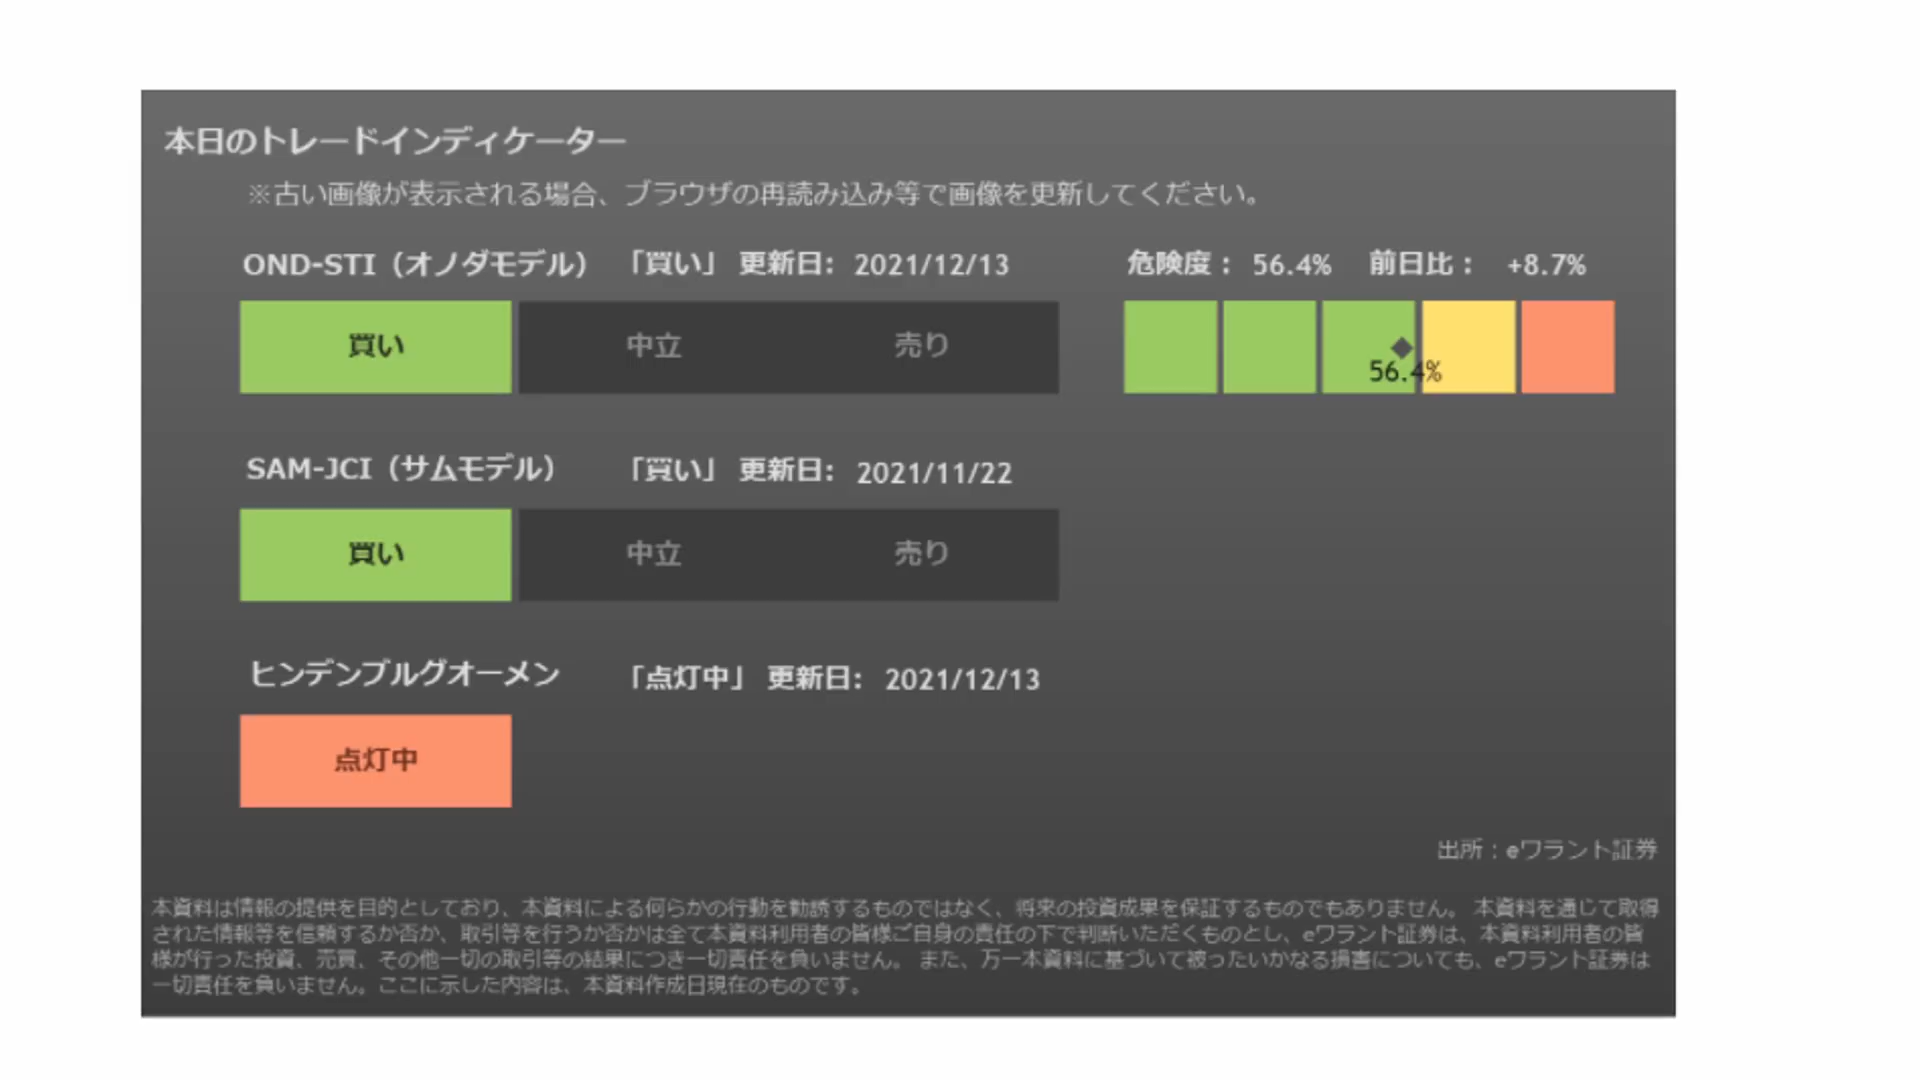 本日のトレードインディケーター
※古い画像が表示される場合、ブラウザの再読み込み等で画像を更新してください。
OND-STI（オノダモデル） 「買い」 更新日: 2021/12/13 危険度： 56.4% 前日比： +8.7%
買い 中立 売り
56.4%
SAM-JCI（サムモデル） 「買い」 更新日: 2021/11/22
買い 中立 売り
ヒンデンブルグオーメン 「点灯中」 更新日: 2021/12/13
点灯中
出所：eワラント証券
本資料は情報の提供を目的としており、本資料による何らかの行動を勧誘するものではなく、将来の投資成果を保証するものでもありません。 本資料を通じて取得
された情報等を信頼するか否か、取引等を行うか否かは全て本資料利用者の皆様ご自身の責任の下で判断いただくものとし、eワラント証券は、本資料利用者の皆
様が行った投資、売買、その他一切の取引等の結果につき一切責任を負いません。 また、万一本資料に基づいて被ったいかなる損害についても、eワラント証券は
一切責任を負いません。ここに示した内容は、本資料作成日現在のものです。